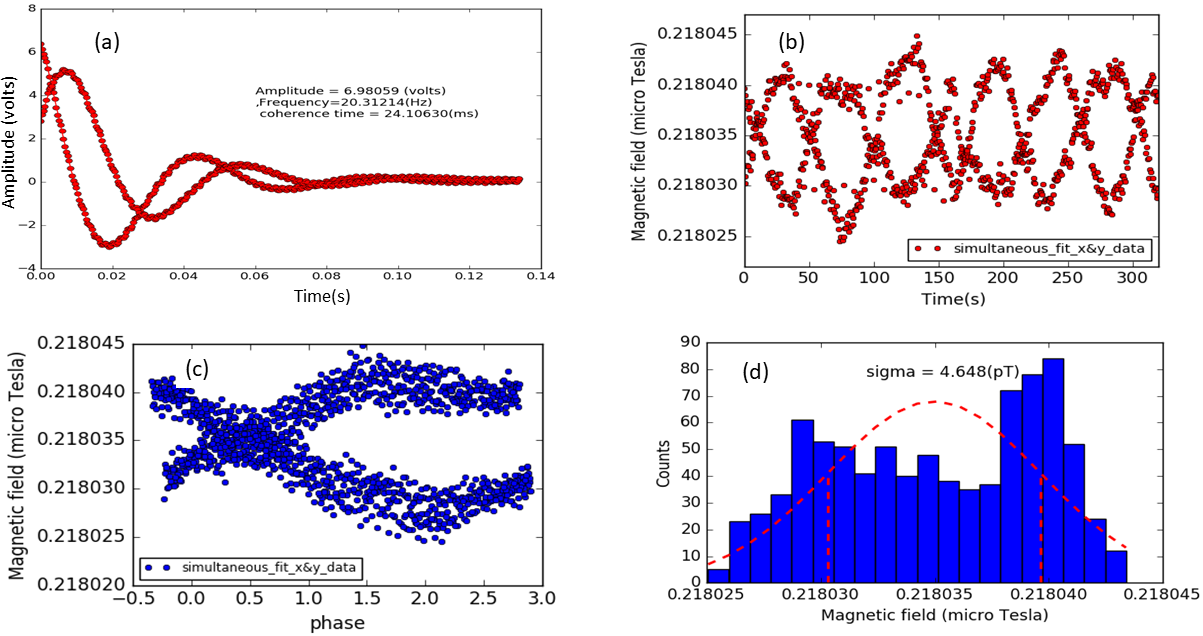 8
6
4
2
0
−2
−4
Amplitude (volts)
(a)
Amplitude = 6.98059 (volts)
,Frequency=20.31214(Hz)
coherence time = 24.10630(ms)
0.00 0.02 0.04 0.06 0.08 0.10 0.12 0.14
Time(s)
0.218045
0.218040
0.218035
0.218030
0.218025
Magnetic field (micro Tesla)
(b)
simultaneous_fit_x&y_data
0 50 100 150 200 250 300
Time(s)
0.218045
0.218040
0.218035
0.218030
0.218025
0.218020
Magnetic field (micro Tesla)
(c)
simultaneous_fit_x&y_data
−0.5 0.0 0.5 1.0 1.5 2.0 2.5 3.0
phase
90
80
70
60
50
40
30
20
10
0
Counts
(d)
sigma = 4.648(pT)
0.218025 0.218030 0.218035 0.218040 0.218045
Magnetic field (micro Tesla)